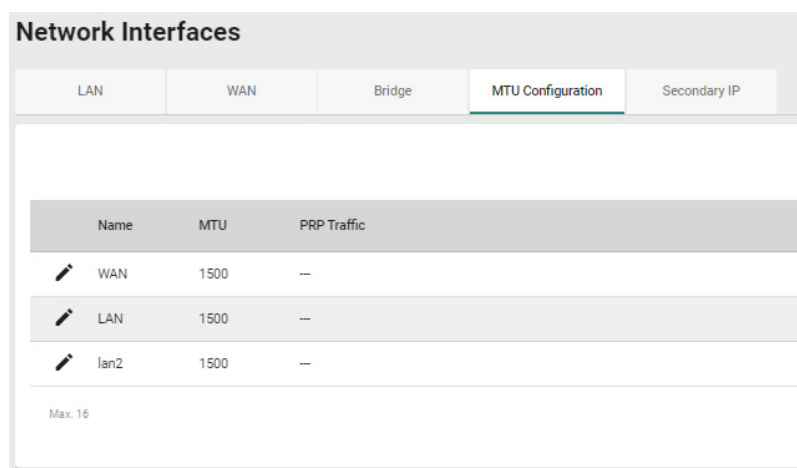 Network Interfaces
LAN WAN Bridge MTU Configuration Secondary IP
Name MTU PRP Traffic
WAN 1500 ---
LAN 1500 ---
lan2 1500 ---
Max. 16